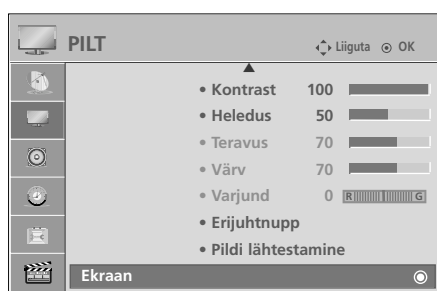 PILT Liiguta OK
• Kontrast 100
• Heledus 50
• Teravus 70
• Värv 70
• Varjund 0 R G
• Erijuhtnupp
• Pildi lähtestamine
Ekraan